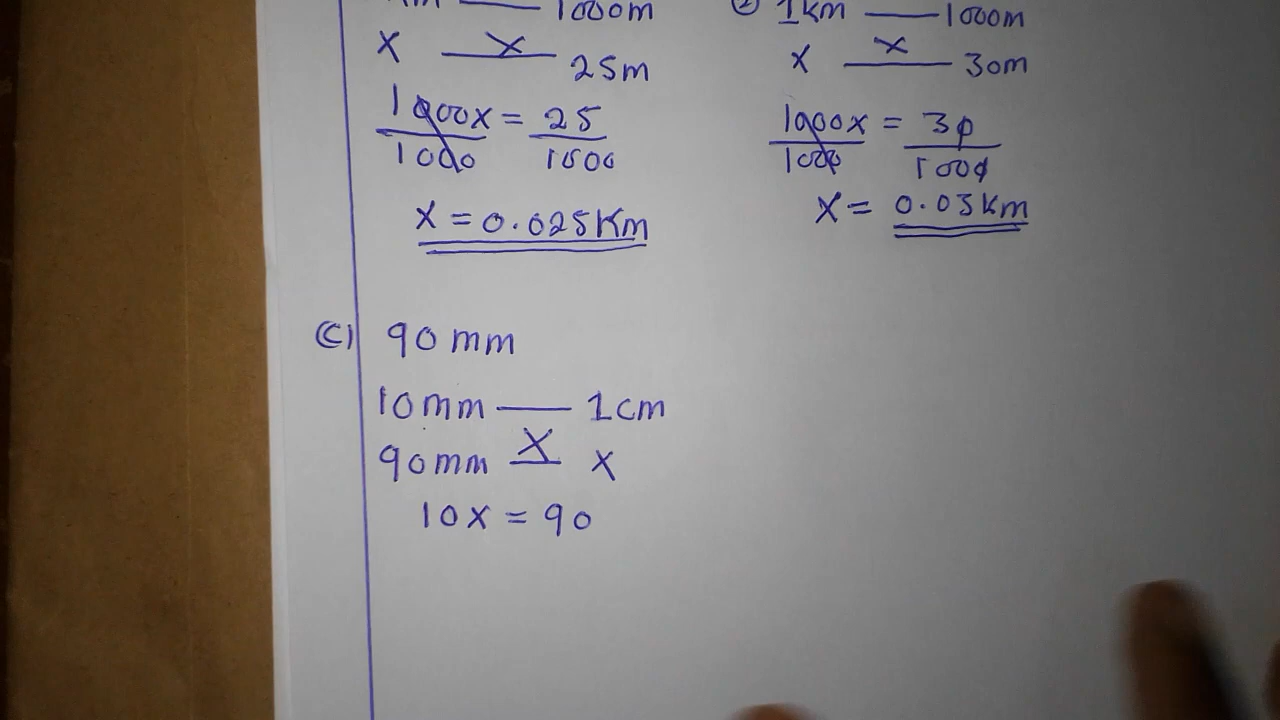 1000m
X X 25m
1000x = 25
1000 1000
X = 0.025Km
② 1km 1000m
X X 30m
1000x = 30
1000 1000
X = 0.03km
(C) 90 mm
10mm 1cm
90mm X X
10X = 90